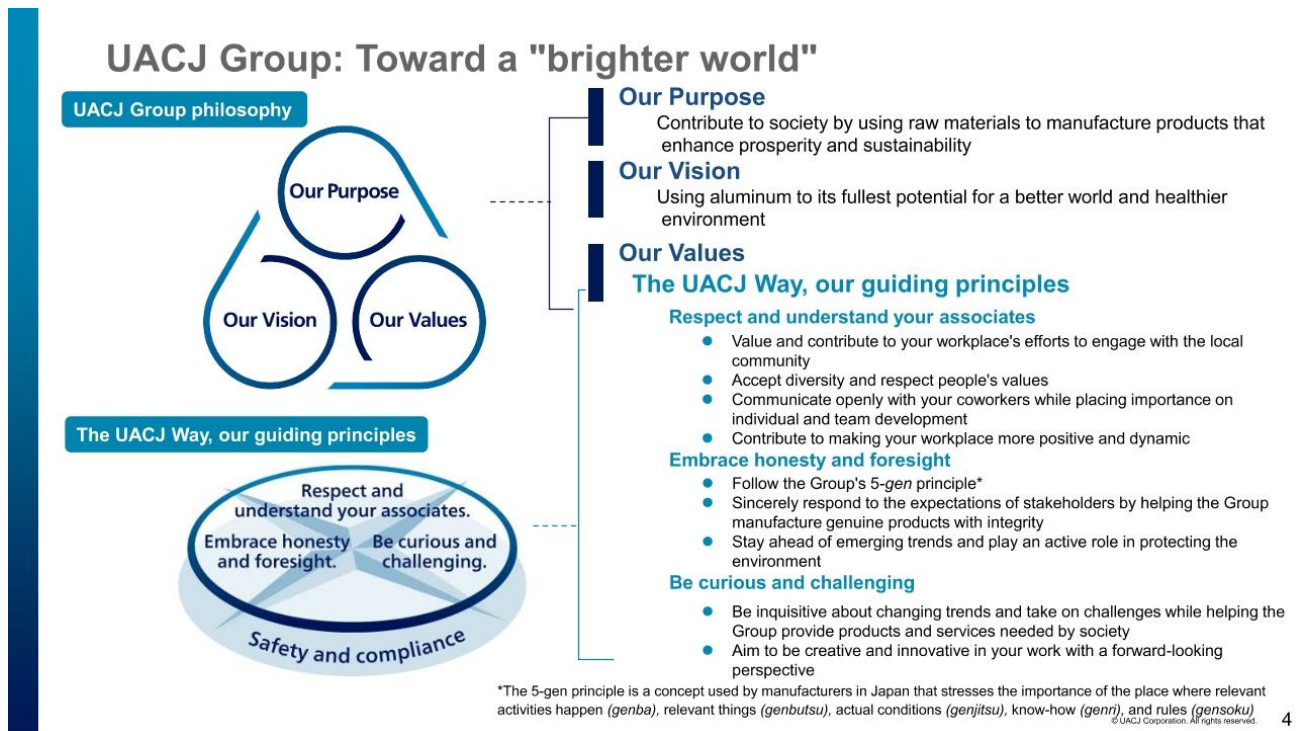 UACJ Group: Toward a "brighter world"
UACJ Group philosophy
Our Purpose
Our Vision
Our Values
The UACJ Way, our guiding principles
Respect and
understand your associates.
Embrace honesty
and foresight.
Be curious and
challenging.
Safety and compliance
Our Purpose
Contribute to society by using raw materials to manufacture products that
enhance prosperity and sustainability
Our Vision
Using aluminum to its fullest potential for a better world and healthier
environment
Our Values
The UACJ Way, our guiding principles
Respect and understand your associates
● Value and contribute to your workplace's efforts to engage with the local
community
● Accept diversity and respect people's values
● Communicate openly with your coworkers while placing importance on
individual and team development
● Contribute to making your workplace more positive and dynamic
Embrace honesty and foresight
● Follow the Group's 5-gen principle*
● Sincerely respond to the expectations of stakeholders by helping the Group
manufacture genuine products with integrity
● Stay ahead of emerging trends and play an active role in protecting the
environment
Be curious and challenging
● Be inquisitive about changing trends and take on challenges while helping the
Group provide products and services needed by society
● Aim to be creative and innovative in your work with a forward-looking
perspective
*The 5-gen principle is a concept used by manufacturers in Japan that stresses the importance of the place where relevant
activities happen (genba), relevant things (genbutsu), actual conditions (genjitsu), know-how (genri), and rules (gensoku)
© UACJ Corporation. All rights reserved.
4